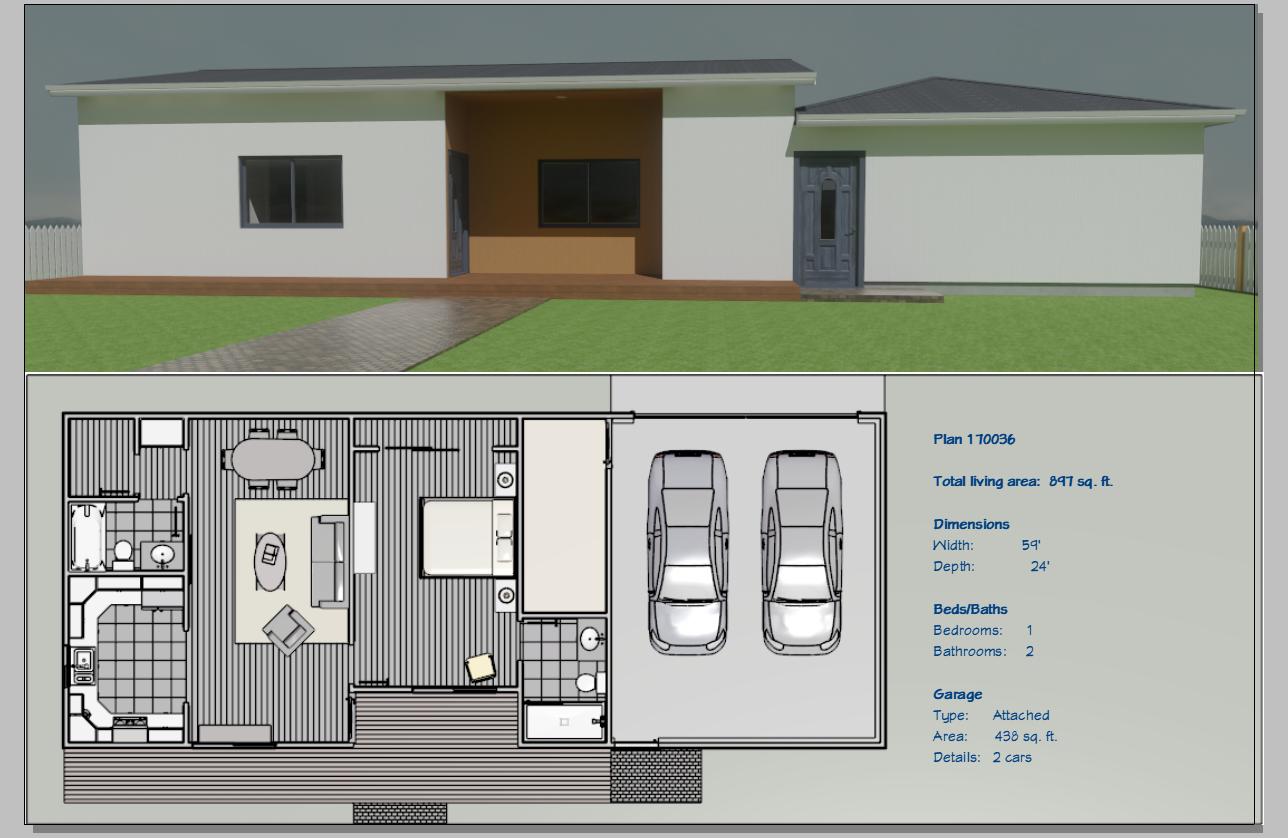 Plan 170036
Total living area: 897 sq. ft.
Dimensions
Width: 59'
Depth: 24'
Beds/Baths
Bedrooms: 1
Bathrooms: 2
Garage
Type: Attached
Area: 438 sq. ft.
Details: 2 cars